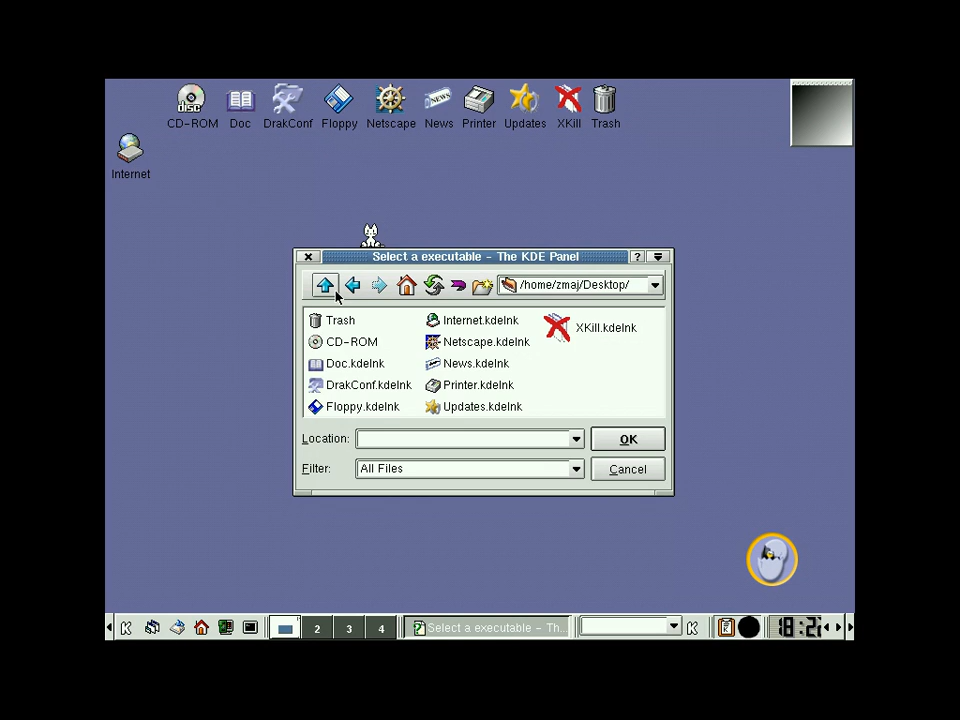 CD-ROM Doc DrakConf Floppy Netscape News Printer Updates XKill Trash
Internet
Select a executable - The KDE Panel
/home/zmaj/Desktop/
Trash Internet.kdelnk XKill.kdelnk
CD-ROM Netscape.kdelnk
Doc.kdelnk News.kdelnk
DrakConf.kdelnk Printer.kdelnk
Floppy.kdelnk Updates.kdelnk
Location: OK
Filter: All Files Cancel
2 3 4 Select a executable - Th...